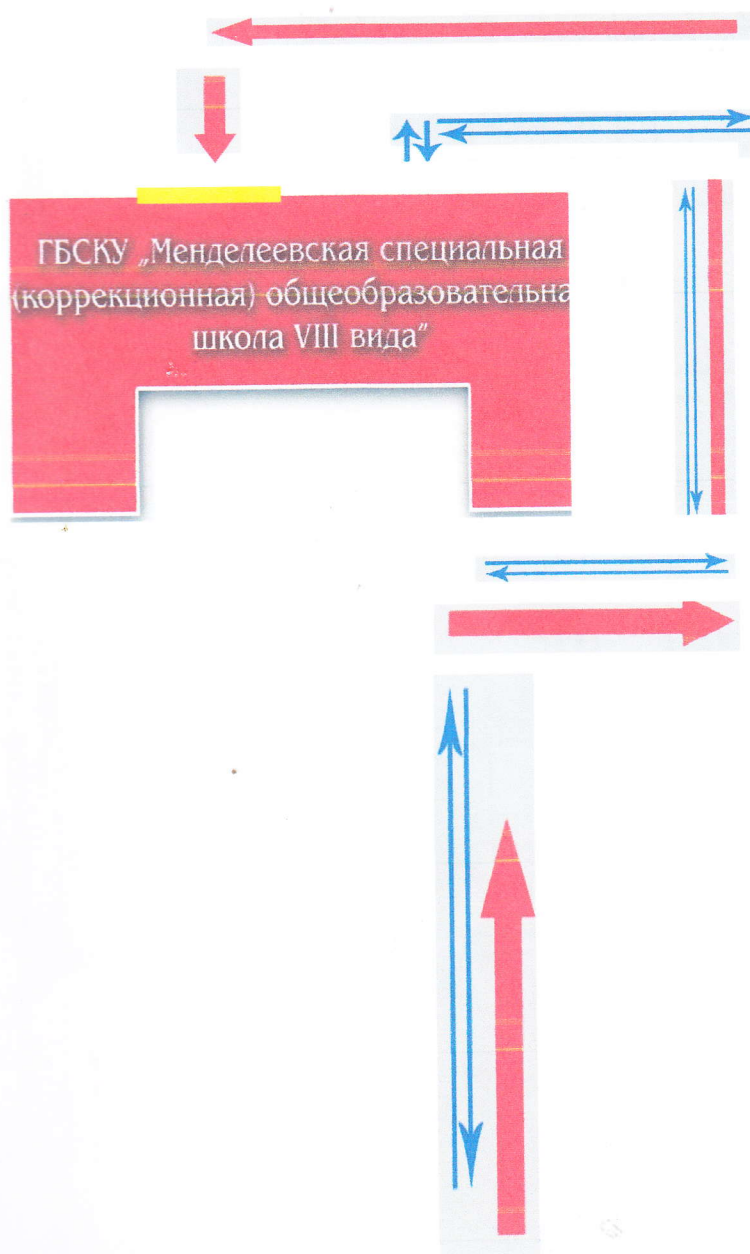 ГБСКУ „Менделеевская специальная
(коррекционная) общеобразовательна
школа VIII вида"